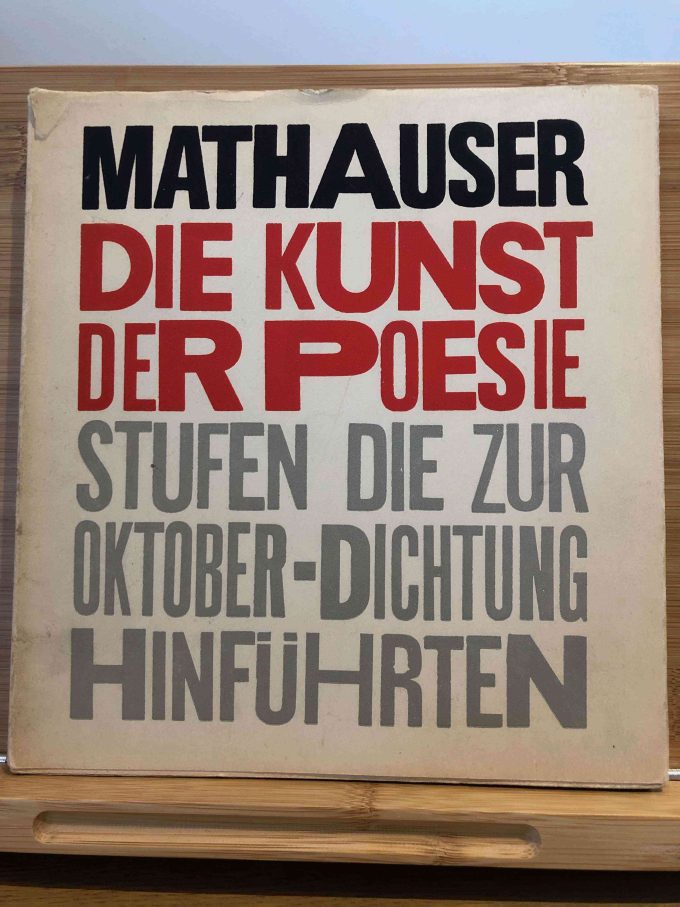 MATHAUSER
DIE KUNST
DER POESIE
STUFEN DIE ZUR
OKTOBER-DICHTUNG
HINFÜHRTEN